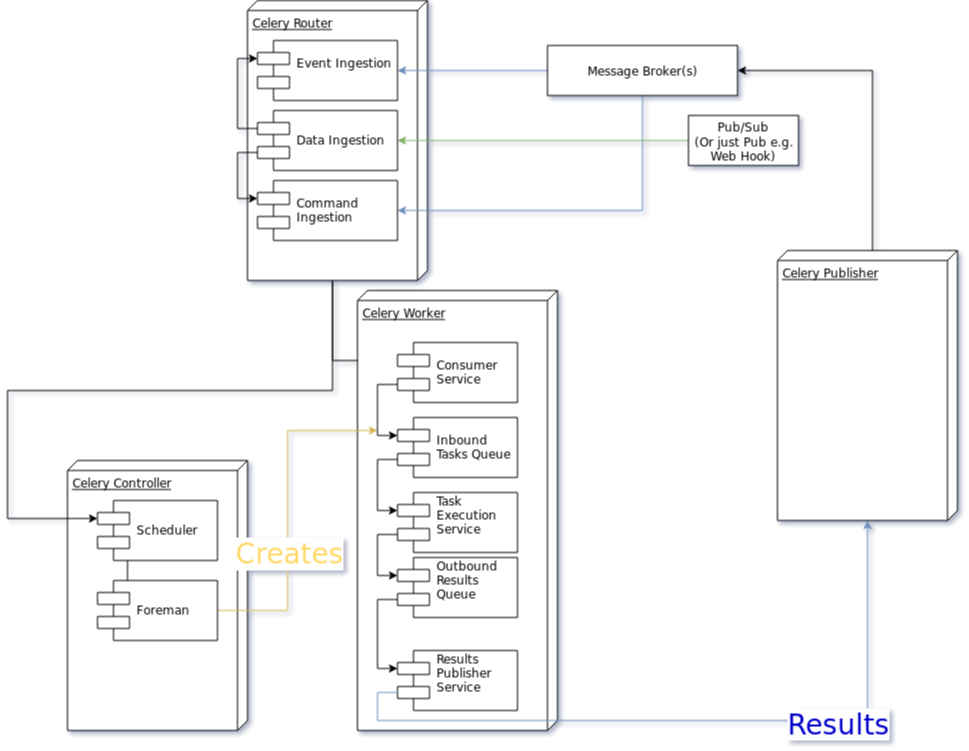 Celery Router
Event Ingestion
Data Ingestion
Command
Ingestion
Message Broker(s)
Pub/Sub
(Or just Pub e.g.
Web Hook)
Celery Publisher
Celery Worker
Consumer
Service
Inbound
Tasks Queue
Task
Execution
Service
Outbound
Results
Queue
Results
Publisher
Service
Celery Controller
Scheduler
Foreman
Creates
Results